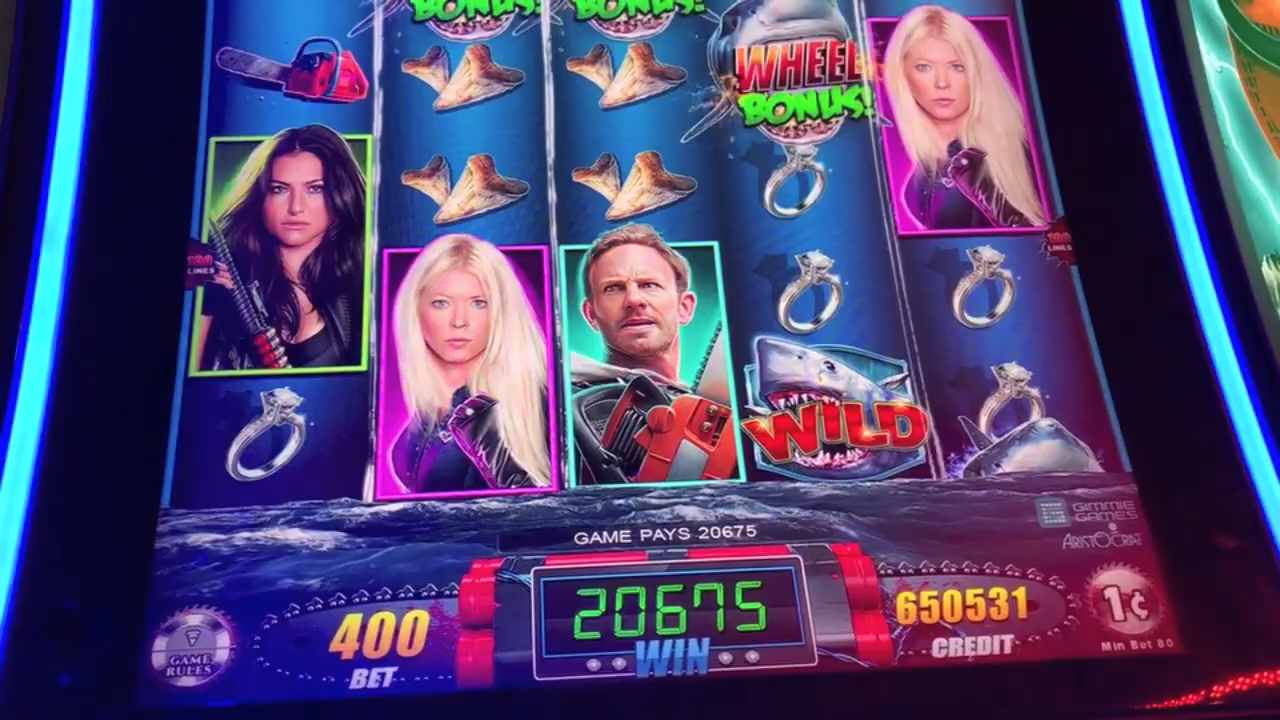 BONUS!
BONUS!
WHEEL
BONUS!
100
LINES
100
LINES
WILD
GAME PAYS 20675
GIMMIE
GAMES
ARISTOCRAT
400
BET
20675
WIN
650531
CREDIT
1¢
Min Bet 80
GAME
RULES